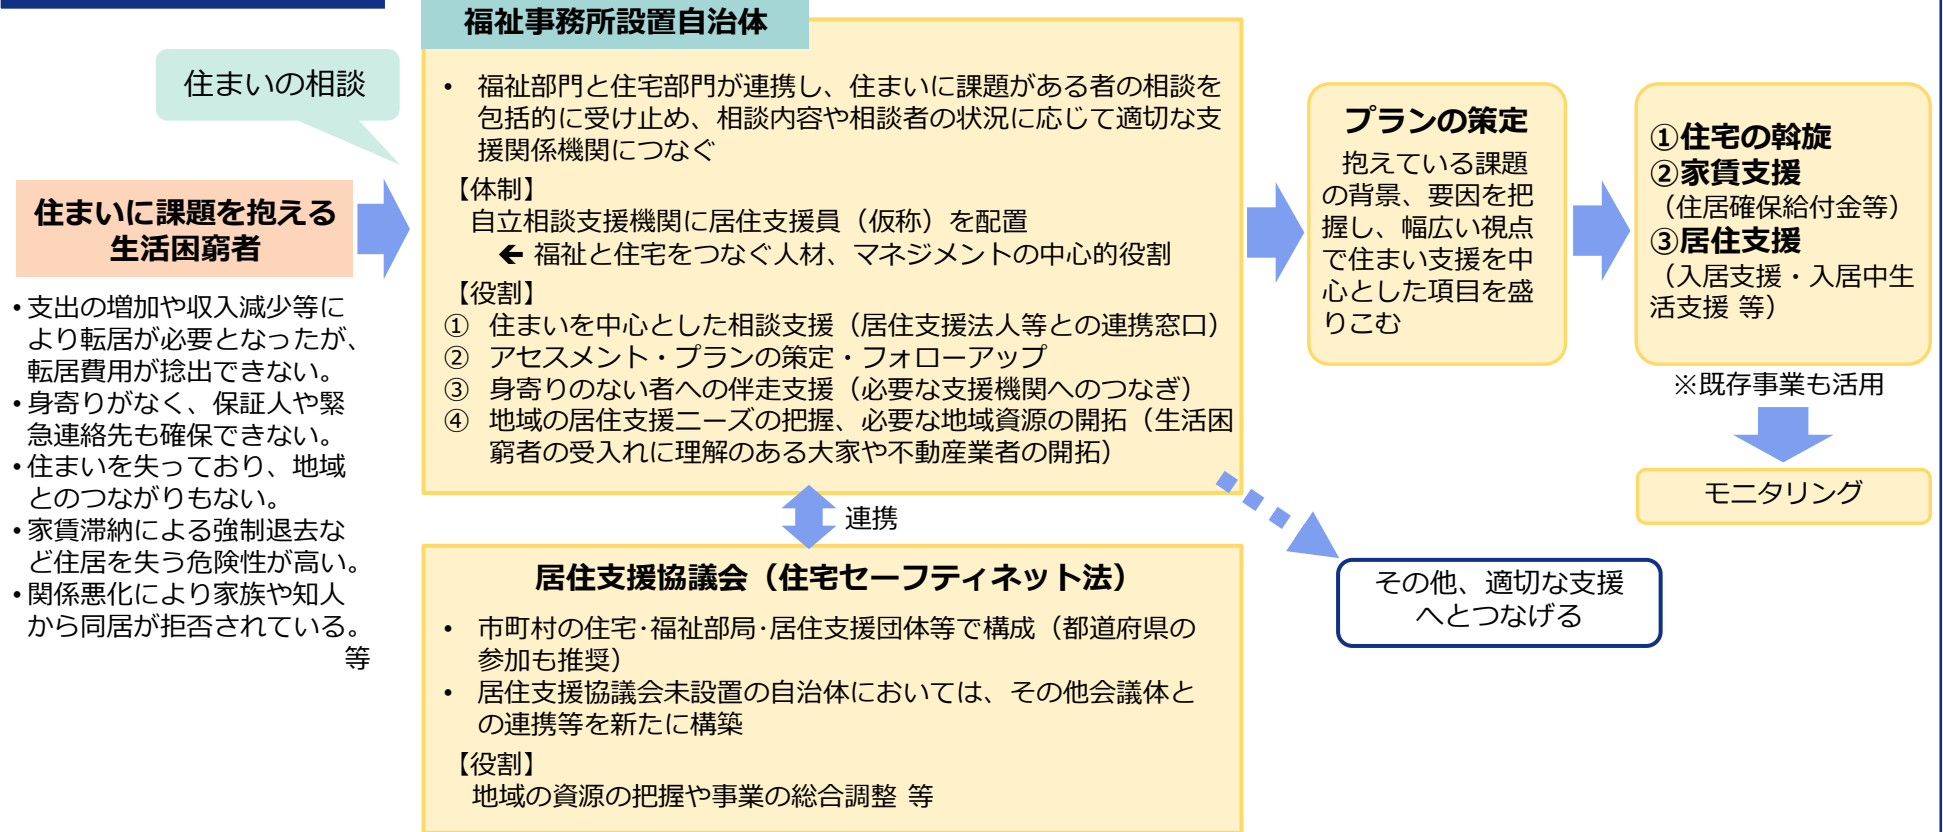 福祉事務所設置自治体
住まいの相談
住まいに課題を抱える
生活困窮者
•支出の増加や収入減少等に
より転居が必要となったが、
転居費用が捻出できない。
•身寄りがなく、保証人や緊
急連絡先も確保できない。
•住まいを失っており、地域
とのつながりもない。
•家賃滞納による強制退去な
ど住居を失う危険性が高い。
•関係悪化により家族や知人
から同居が拒否されている。
等
• 福祉部門と住宅部門が連携し、住まいに課題がある者の相談を
包括的に受け止め、相談内容や相談者の状況に応じて適切な支
援関係機関につなぐ
【体制】
自立相談支援機関に居住支援員（仮称）を配置
← 福祉と住宅をつなぐ人材、マネジメントの中心的役割
【役割】
① 住まいを中心とした相談支援（居住支援法人等との連携窓口）
② アセスメント・プランの策定・フォローアップ
③ 身寄りのない者への伴走支援（必要な支援機関へのつなぎ）
④ 地域の居住支援ニーズの把握、必要な地域資源の開拓（生活困
窮者の受入れに理解のある大家や不動産業者の開拓）
連携
居住支援協議会（住宅セーフティネット法）
• 市町村の住宅･福祉部局･居住支援団体等で構成（都道府県の
参加も推奨）
• 居住支援協議会未設置の自治体においては、その他会議体と
の連携等を新たに構築
【役割】
地域の資源の把握や事業の総合調整 等
プランの策定
抱えている課題
の背景、要因を把
握し、幅広い視点
で住まい支援を中
心とした項目を盛
りこむ
①住宅の斡旋
②家賃支援
（住居確保給付金等）
③居住支援
（入居支援・入居中生
活支援 等）
※既存事業も活用
モニタリング
その他、適切な支援
へとつなげる